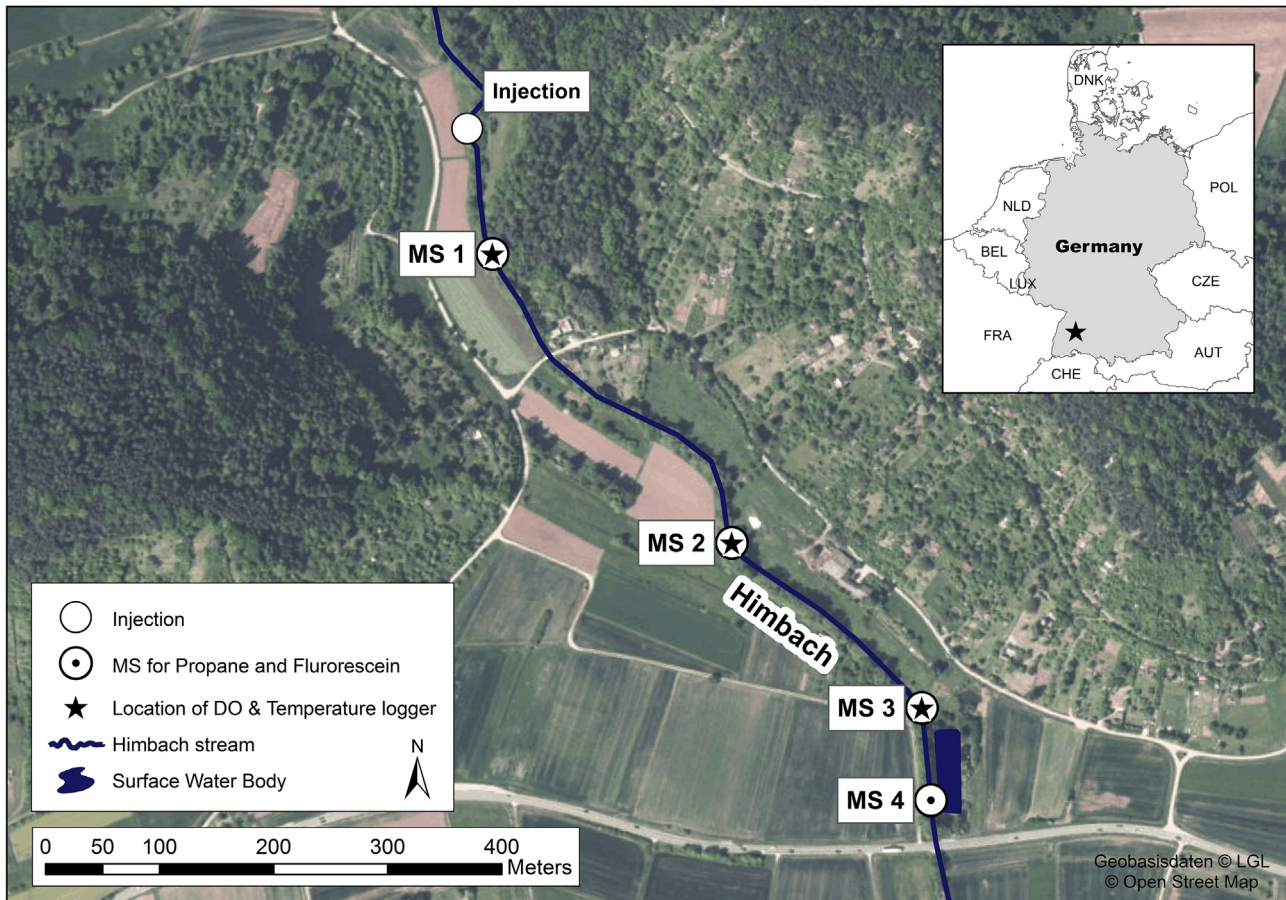 Injection
MS 1
MS 2
Himbach
MS 3
MS 4
DNK
POL
NLD
Germany
BEL
LUX
CZE
FRA
AUT
CHE
Injection
MS for Propane and Flurorescein
Location of DO & Temperature logger
Himbach stream
N
Surface Water Body
0 50 100 200 300 400
Meters
Geobasisdaten © LGL
© Open Street Map